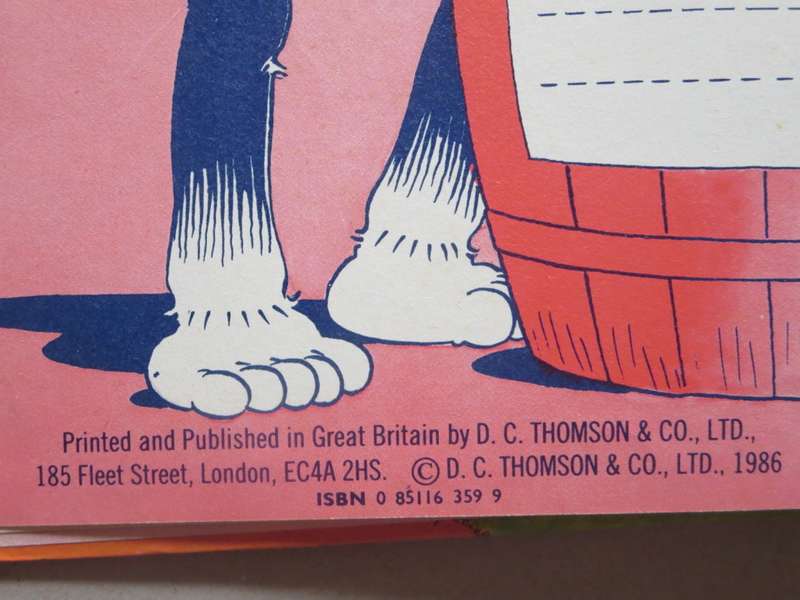 Printed and Published in Great Britain by D. C. THOMSON & CO., LTD.,
185 Fleet Street, London, EC4A 2HS. © D. C. THOMSON & CO., LTD., 1986
ISBN 0 85116 359 9